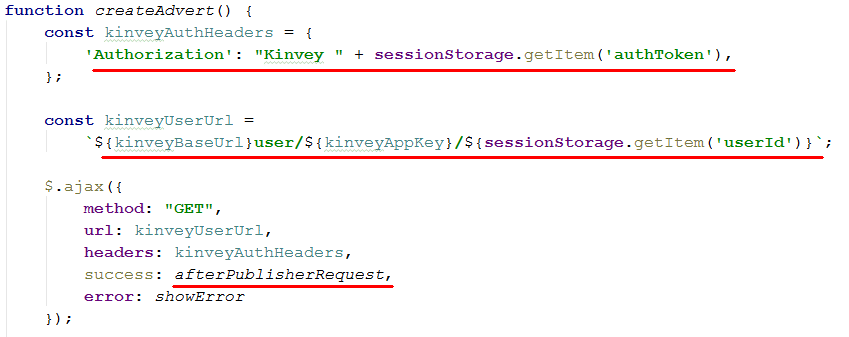 function createAdvert() {
    const kinveyAuthHeaders = {
        'Authorization': "Kinvey " + sessionStorage.getItem('authToken'),
    };
    const kinveyUserUrl =
        `${kinveyBaseUrl}user/${kinveyAppKey}/${sessionStorage.getItem('userId')}`;
    $.ajax({
        method: "GET",
        url: kinveyUserUrl,
        headers: kinveyAuthHeaders,
        success: afterPublisherRequest,
        error: showError
    });